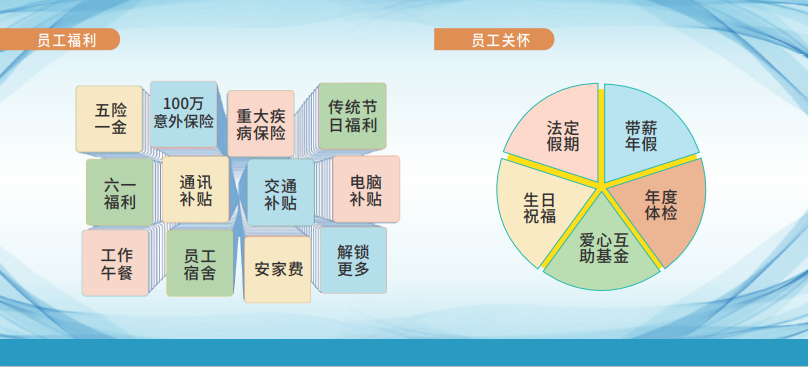 员工福利
员工关怀
五险
一金
100万
意外保险
重大疾
病保险
传统节
日福利
六一
福利
通讯
补贴
交通
补贴
电脑
补贴
工作
午餐
员工
宿舍
安家费
解锁
更多
法定
假期
带薪
年假
生日
祝福
年度
体检
爱心互
助基金